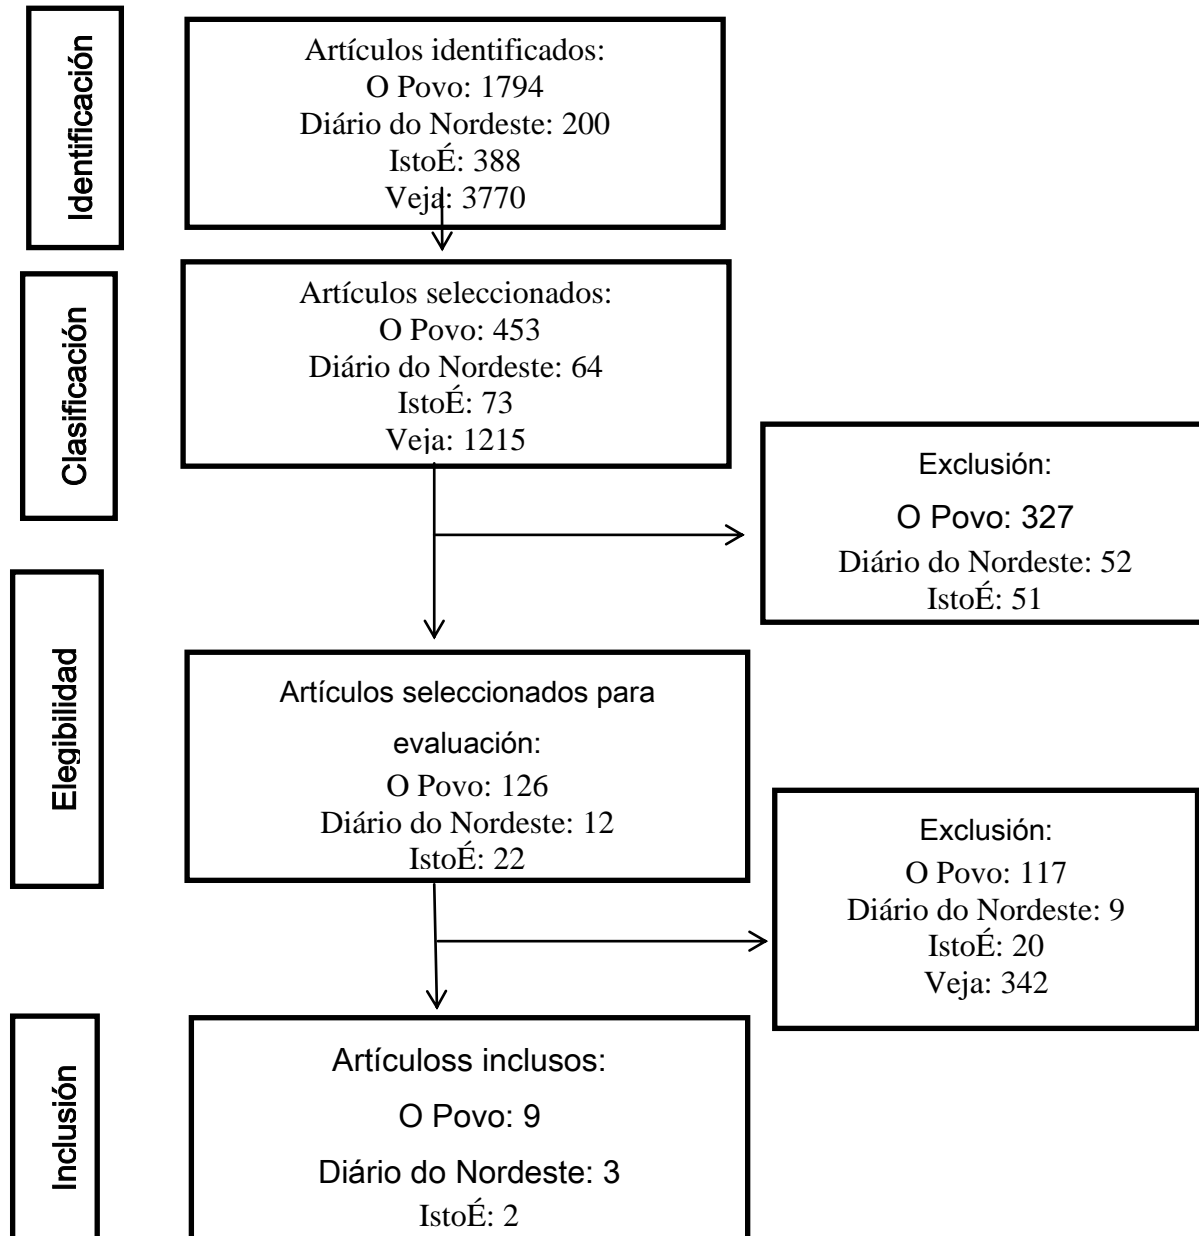 Identificación
Artículos identificados:
O Povo: 1794
Diário do Nordeste: 200
IstoÉ: 388
Veja: 3770
Clasificación
Artículos seleccionados:
O Povo: 453
Diário do Nordeste: 64
IstoÉ: 73
Veja: 1215
Exclusión:
O Povo: 327
Diário do Nordeste: 52
IstoÉ: 51
Elegibilidad
Artículos seleccionados para
evaluación:
O Povo: 126
Diário do Nordeste: 12
IstoÉ: 22
Exclusión:
O Povo: 117
Diário do Nordeste: 9
IstoÉ: 20
Veja: 342
Inclusión
Artículoss inclusos:
O Povo: 9
Diário do Nordeste: 3
IstoÉ: 2